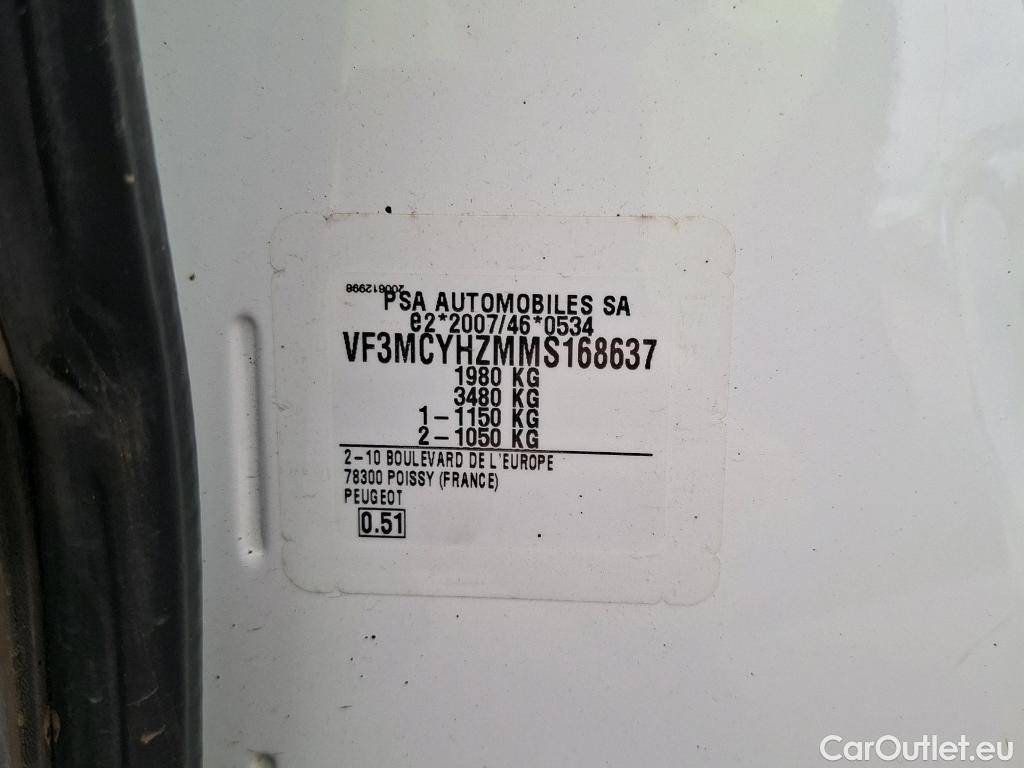 200612998
PSA AUTOMOBILES SA
e2*2007/46*0534
VF3MCYHZMMS168637
1980 KG
3480 KG
1-1150 KG
2-1050 KG
2-10 BOULEVARD DE L'EUROPE
78300 POISSY (FRANCE)
PEUGEOT
0.51
CarOutlet.eu